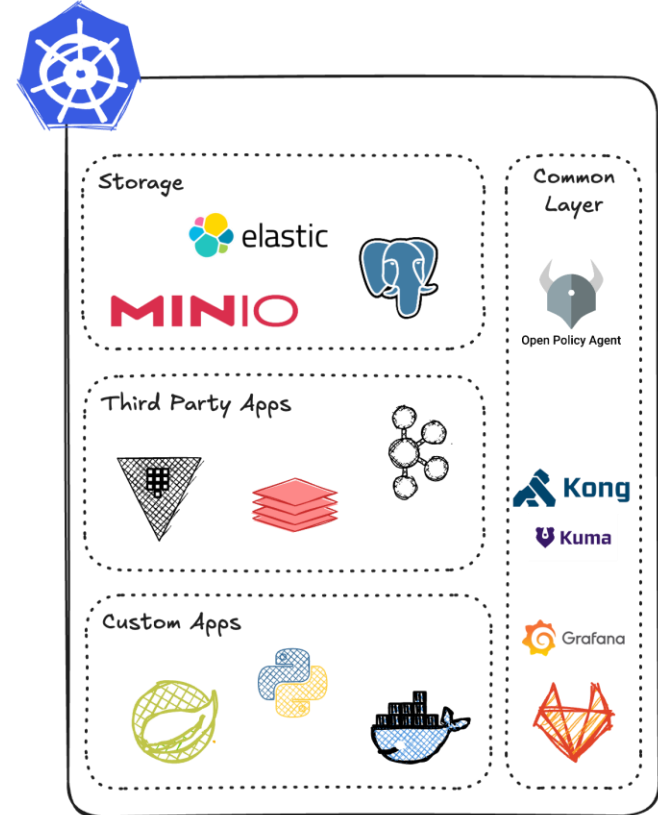 Storage
elastic
MINIO
Third Party Apps
Custom Apps
Common
Layer
Open Policy Agent
Kong
Kuma
Grafana